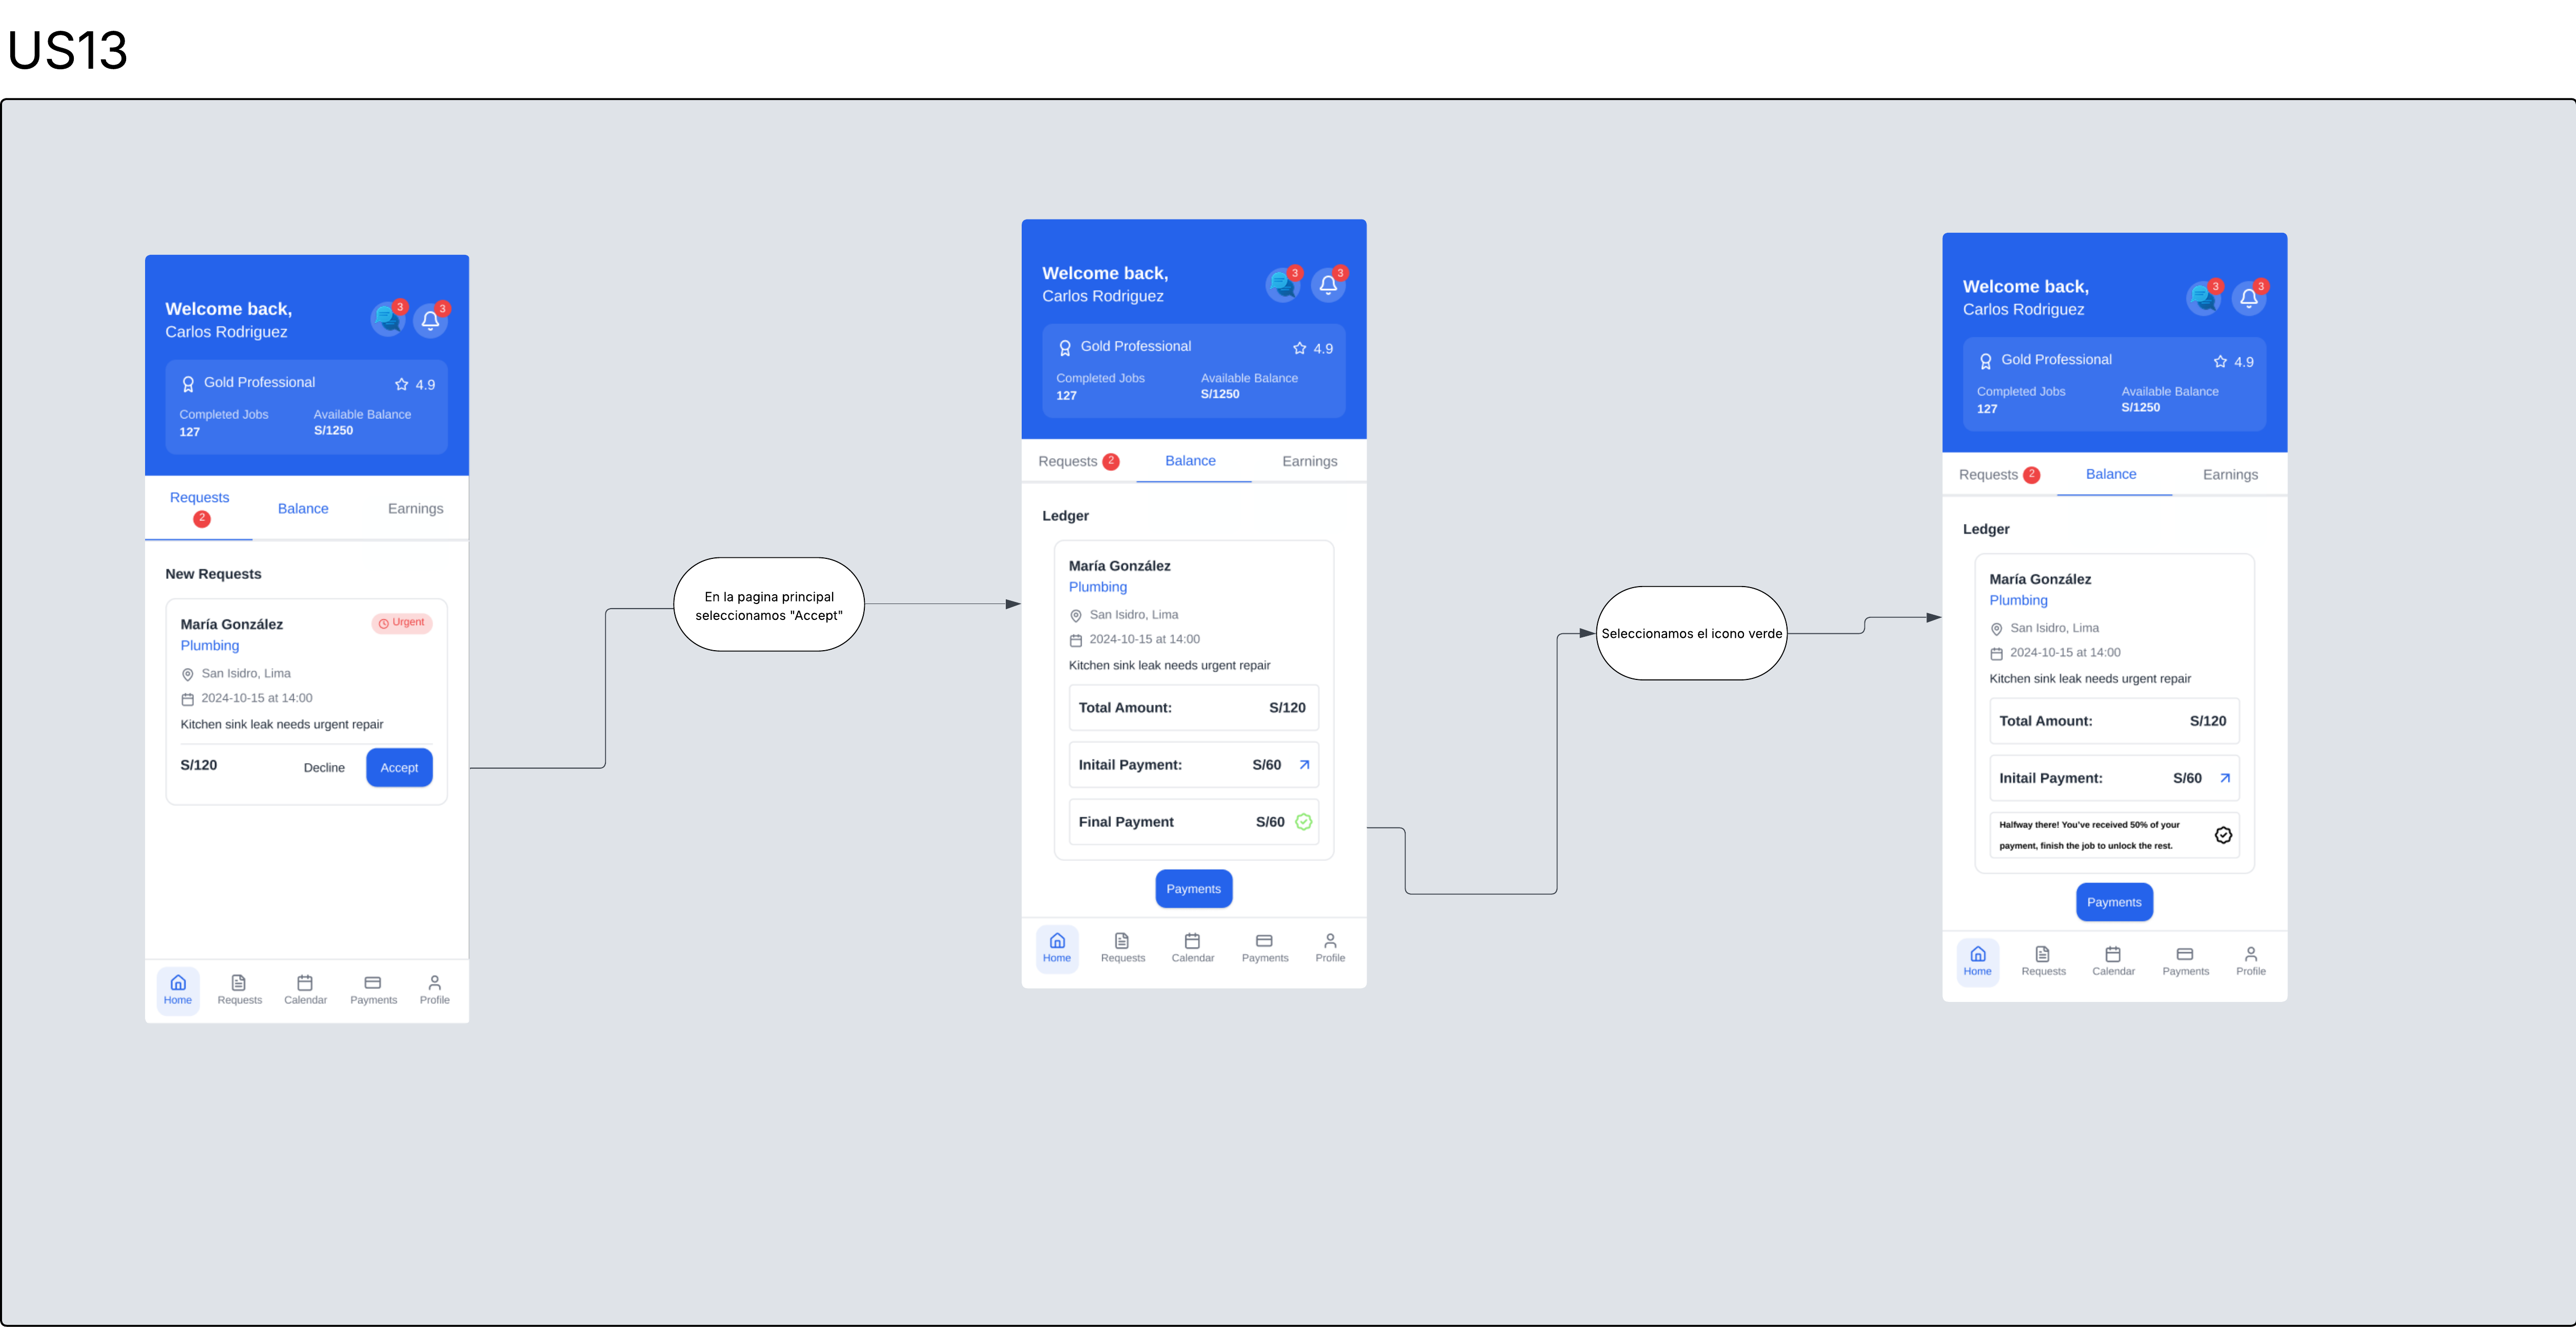 US13
Welcome back,
Carlos Rodriguez
3
3
Gold Professional
4.9
Completed Jobs
Available Balance
127
S/1250
Requests
2
Balance
Earnings
New Requests
María González
Urgent
Plumbing
San Isidro, Lima
2024-10-15 at 14:00
Kitchen sink leak needs urgent repair
S/120
Decline
Accept
Home
Requests
Calendar
Payments
Profile
En la pagina principal
seleccionamos "Accept"
Welcome back,
Carlos Rodriguez
3
3
Gold Professional
4.9
Completed Jobs
Available Balance
127
S/1250
Requests
2
Balance
Earnings
Ledger
María González
Plumbing
San Isidro, Lima
2024-10-15 at 14:00
Kitchen sink leak needs urgent repair
Total Amount:
S/120
Initail Payment:
S/60
Final Payment
S/60
Payments
Home
Requests
Calendar
Payments
Profile
Seleccionamos el icono verde
Welcome back,
Carlos Rodriguez
3
3
Gold Professional
4.9
Completed Jobs
Available Balance
127
S/1250
Requests
2
Balance
Earnings
Ledger
María González
Plumbing
San Isidro, Lima
2024-10-15 at 14:00
Kitchen sink leak needs urgent repair
Total Amount:
S/120
Initail Payment:
S/60
Halfway there! You've received 50% of your
payment, finish the job to unlock the rest.
Payments
Home
Requests
Calendar
Payments
Profile